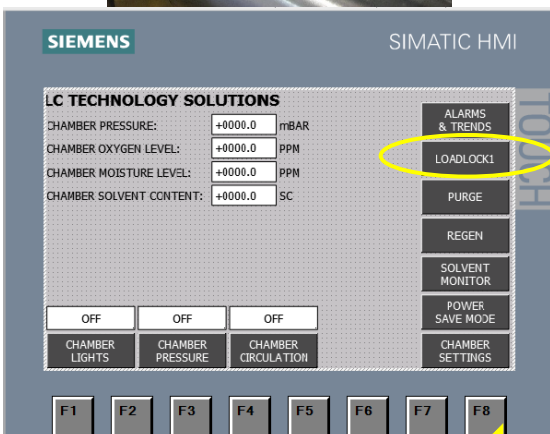 SIEMENS
SIMATIC HMI
LC TECHNOLOGY SOLUTIONS
CHAMBER PRESSURE: +0000.0 mBAR
CHAMBER OXYGEN LEVEL: +0000.0 PPM
CHAMBER MOISTURE LEVEL: +0000.0 PPM
CHAMBER SOLVENT CONTENT: +0000.0 SC
ALARMS
& TRENDS
LOADLOCK1
PURGE
REGEN
SOLVENT
MONITOR
POWER
SAVE MODE
CHAMBER
SETTINGS
TOUCH
OFF OFF OFF
CHAMBER
LIGHTS
CHAMBER
PRESSURE
CHAMBER
CIRCULATION
F1 F2 F3 F4 F5 F6 F7 F8